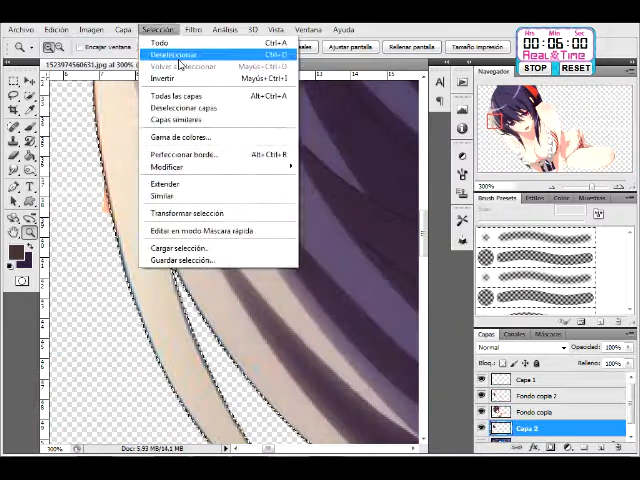 Archivo Edición Imagen Capa Selección Filtro Análisis 3D Vista Ventana Ayuda
Hrs Min Sec
00:06:00
Real & Time
STOP RESET
Encajar ventana
Ajustar pantalla Rellenar pantalla Tamaño impresión
1523974560631.jpg al 300%
Todo Ctrl+A
Deseleccionar Ctrl+D
Volver a seleccionar Mayús+Ctrl+D
Invertir Mayús+Ctrl+I
Todas las capas Alt+Ctrl+A
Deseleccionar capas
Capas similares
Gama de colores...
Perfeccionar borde... Alt+Ctrl+R
Modificar
Extender
Similar
Transformar selección
Editar en modo Máscara rápida
Cargar selección...
Guardar selección...
Navegador
300%
Brush Presets Estilos Color Muestras
Capas Canales Máscaras
Normal Opacidad: 100%
Bloq.: Relleno: 100%
Capa 1
Fondo copia 2
Fondo copia
Capa 2
300% Doc: 5.93 MB/14.1 MB